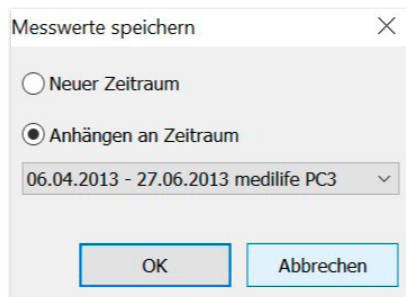 Messwerte speichern
Neuer Zeitraum
Anhängen an Zeitraum
06.04.2013 - 27.06.2013 medilife PC3
OK Abbrechen